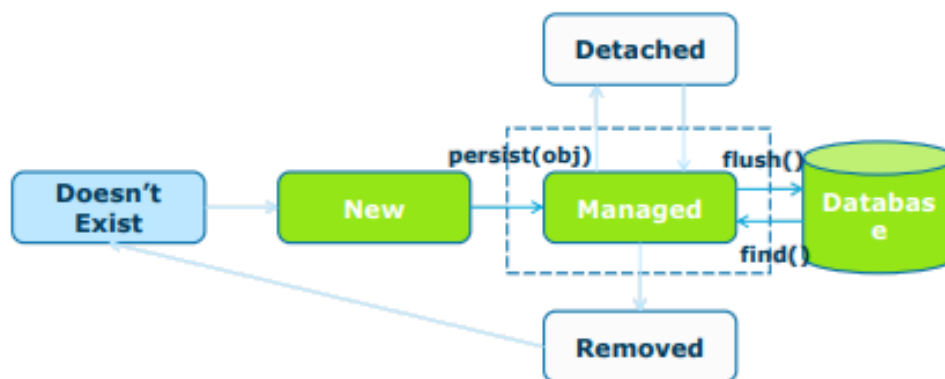 Detached
persist(obj)
flush()
Doesn't
Exist
New
Managed
Databas
e
find()
Removed